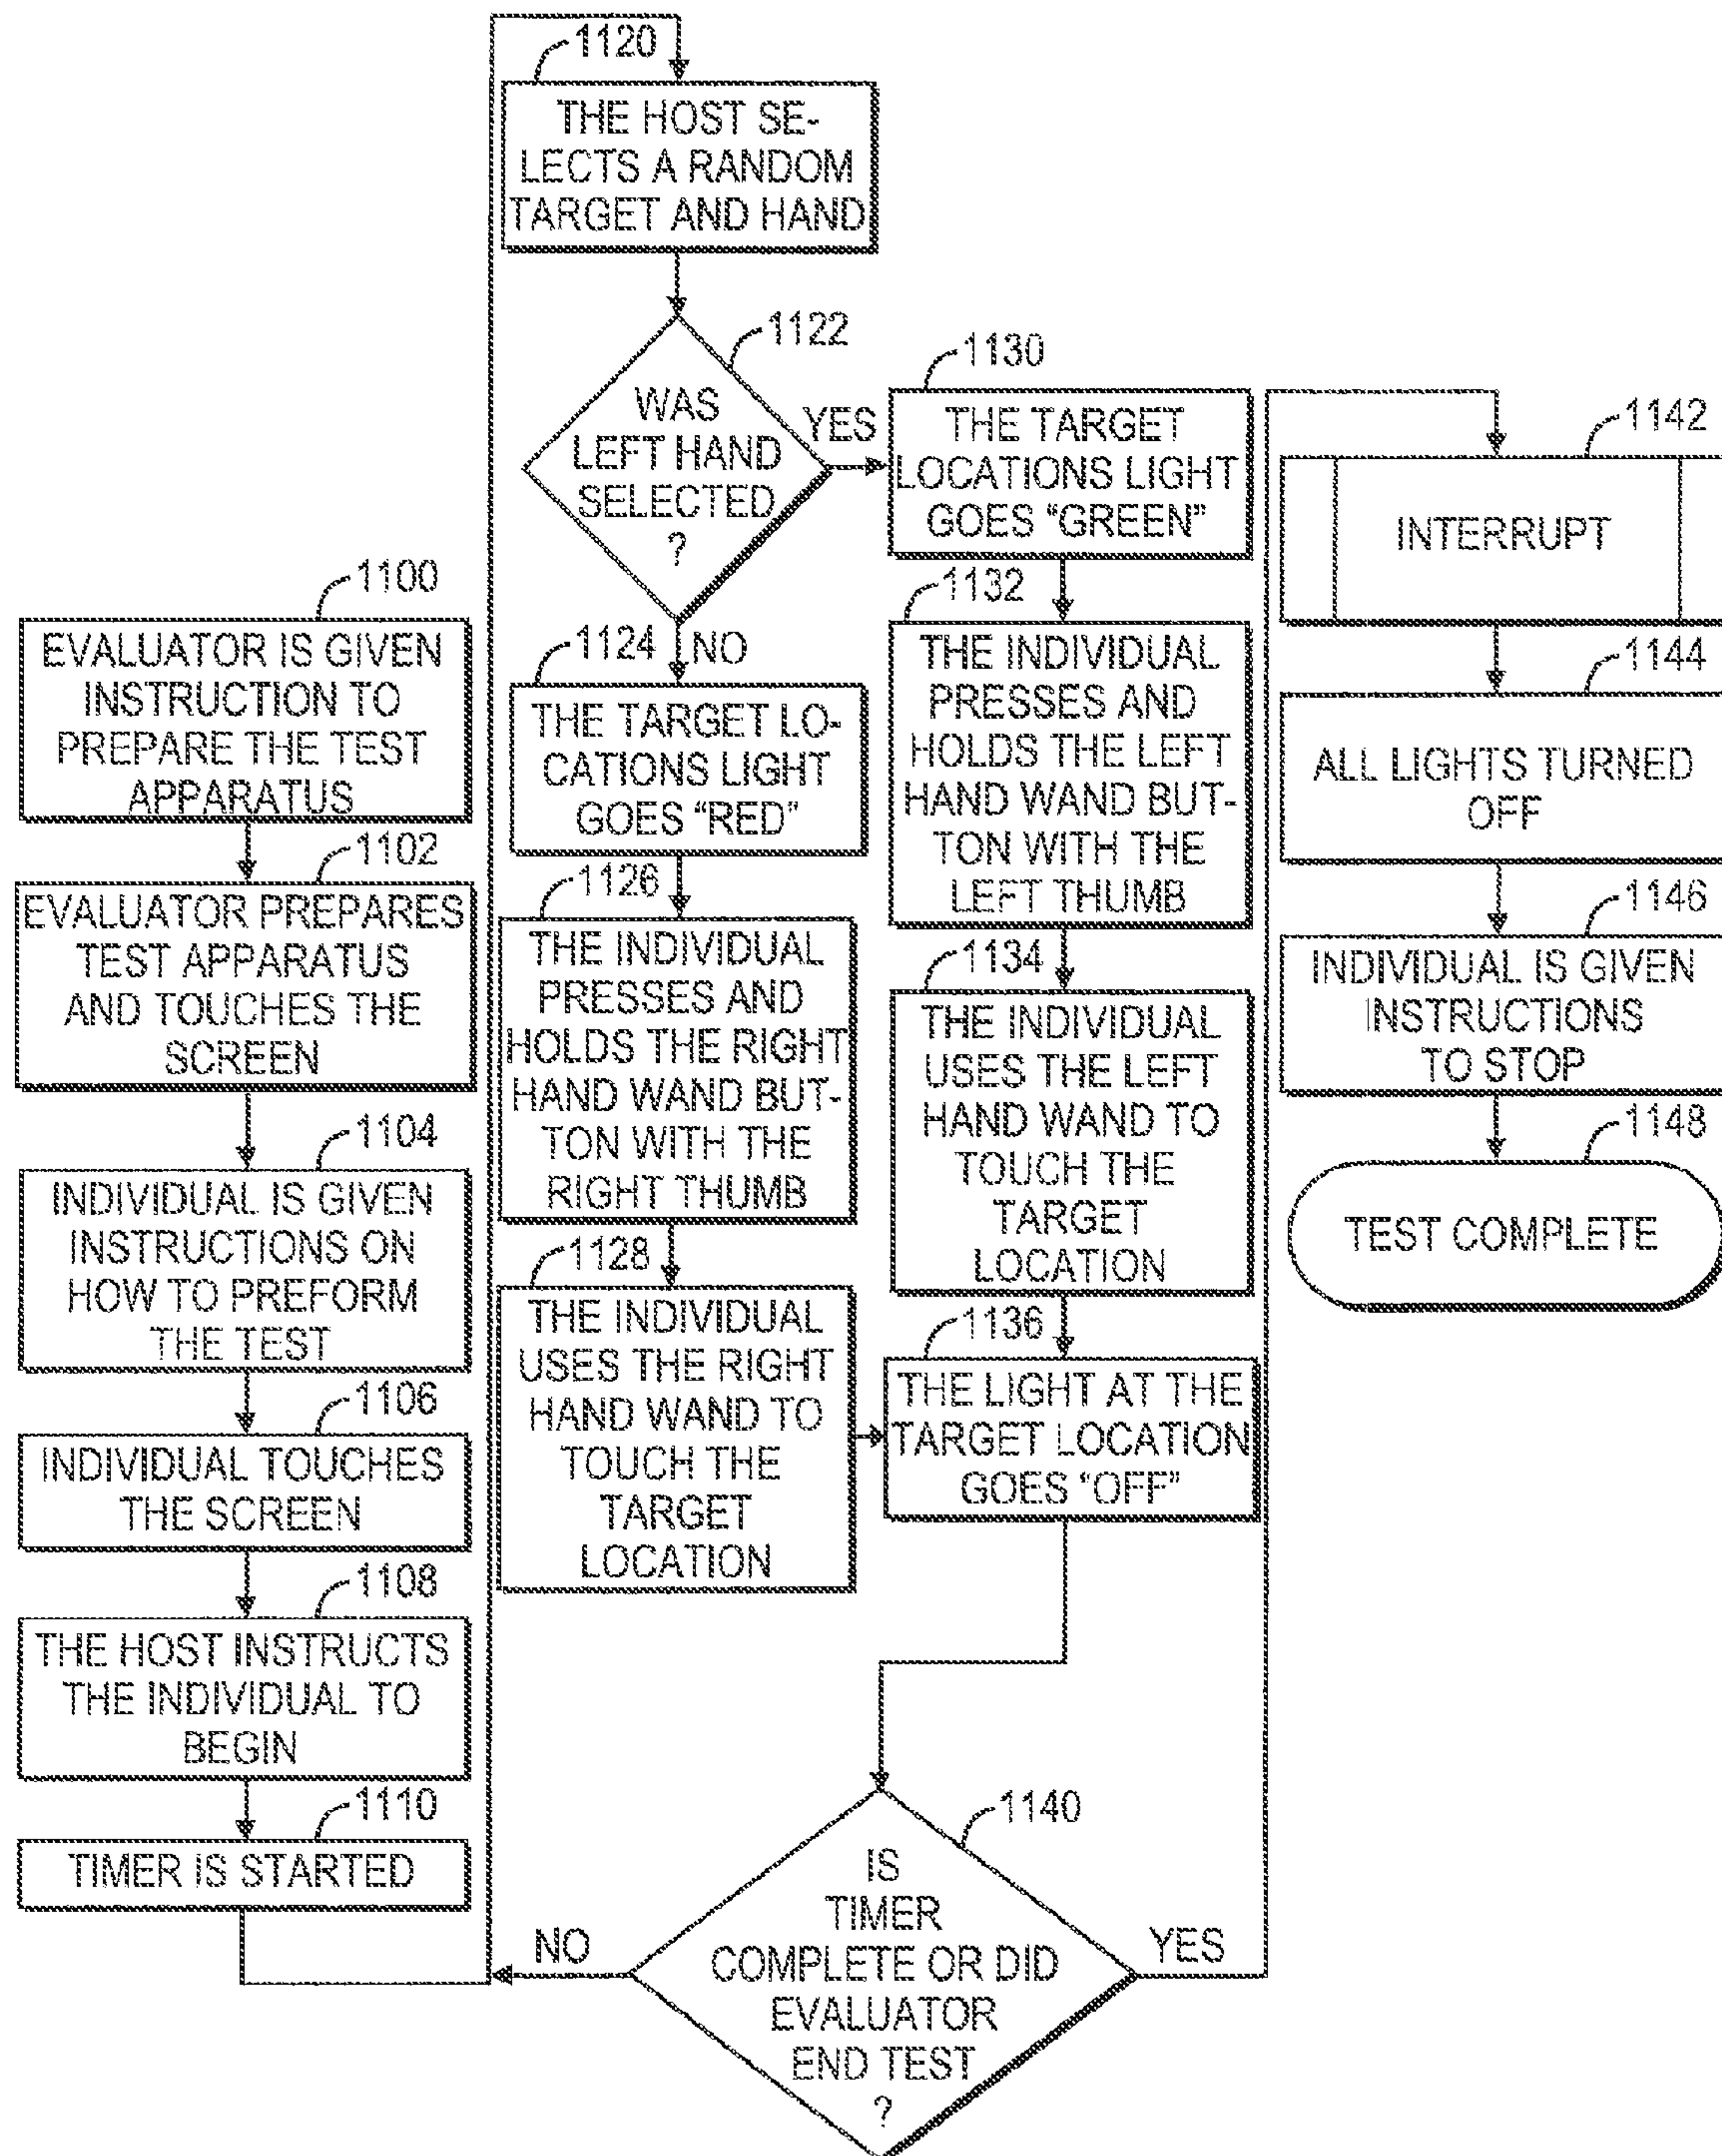 1100
EVALUATOR IS GIVEN
INSTRUCTION TO
PREPARE THE TEST
APPARATUS
1102
EVALUATOR PREPARES
TEST APPARATUS
AND TOUCHES THE
SCREEN
1104
INDIVIDUAL IS GIVEN
INSTRUCTIONS ON
HOW TO PREFORM
THE TEST
1106
INDIVIDUAL TOUCHES
THE SCREEN
1108
THE HOST INSTRUCTS
THE INDIVIDUAL TO
BEGIN
1110
TIMER IS STARTED
1120
THE HOST SE-
LECTS A RANDOM
TARGET AND HAND
1122
WAS
LEFT HAND
SELECTED
?
YES
NO
1124
THE TARGET LO-
CATIONS LIGHT
GOES "RED"
1126
THE INDIVIDUAL
PRESSES AND
HOLDS THE RIGHT
HAND WAND BUT-
TON WITH THE
RIGHT THUMB
1128
THE INDIVIDUAL
USES THE RIGHT
HAND WAND TO
TOUCH THE
TARGET
LOCATION
1130
THE TARGET
LOCATIONS LIGHT
GOES "GREEN"
1132
THE INDIVIDUAL
PRESSES AND
HOLDS THE LEFT
HAND WAND BUT-
TON WITH THE
LEFT THUMB
1134
THE INDIVIDUAL
USES THE LEFT
HAND WAND TO
TOUCH THE
TARGET
LOCATION
1136
THE LIGHT AT THE
TARGET LOCATION
GOES "OFF"
1140
IS
TIMER
COMPLETE OR DID
EVALUATOR
END TEST
?
NO
YES
1142
INTERRUPT
1144
ALL LIGHTS TURNED
OFF
1146
INDIVIDUAL IS GIVEN
INSTRUCTIONS
TO STOP
1148
TEST COMPLETE